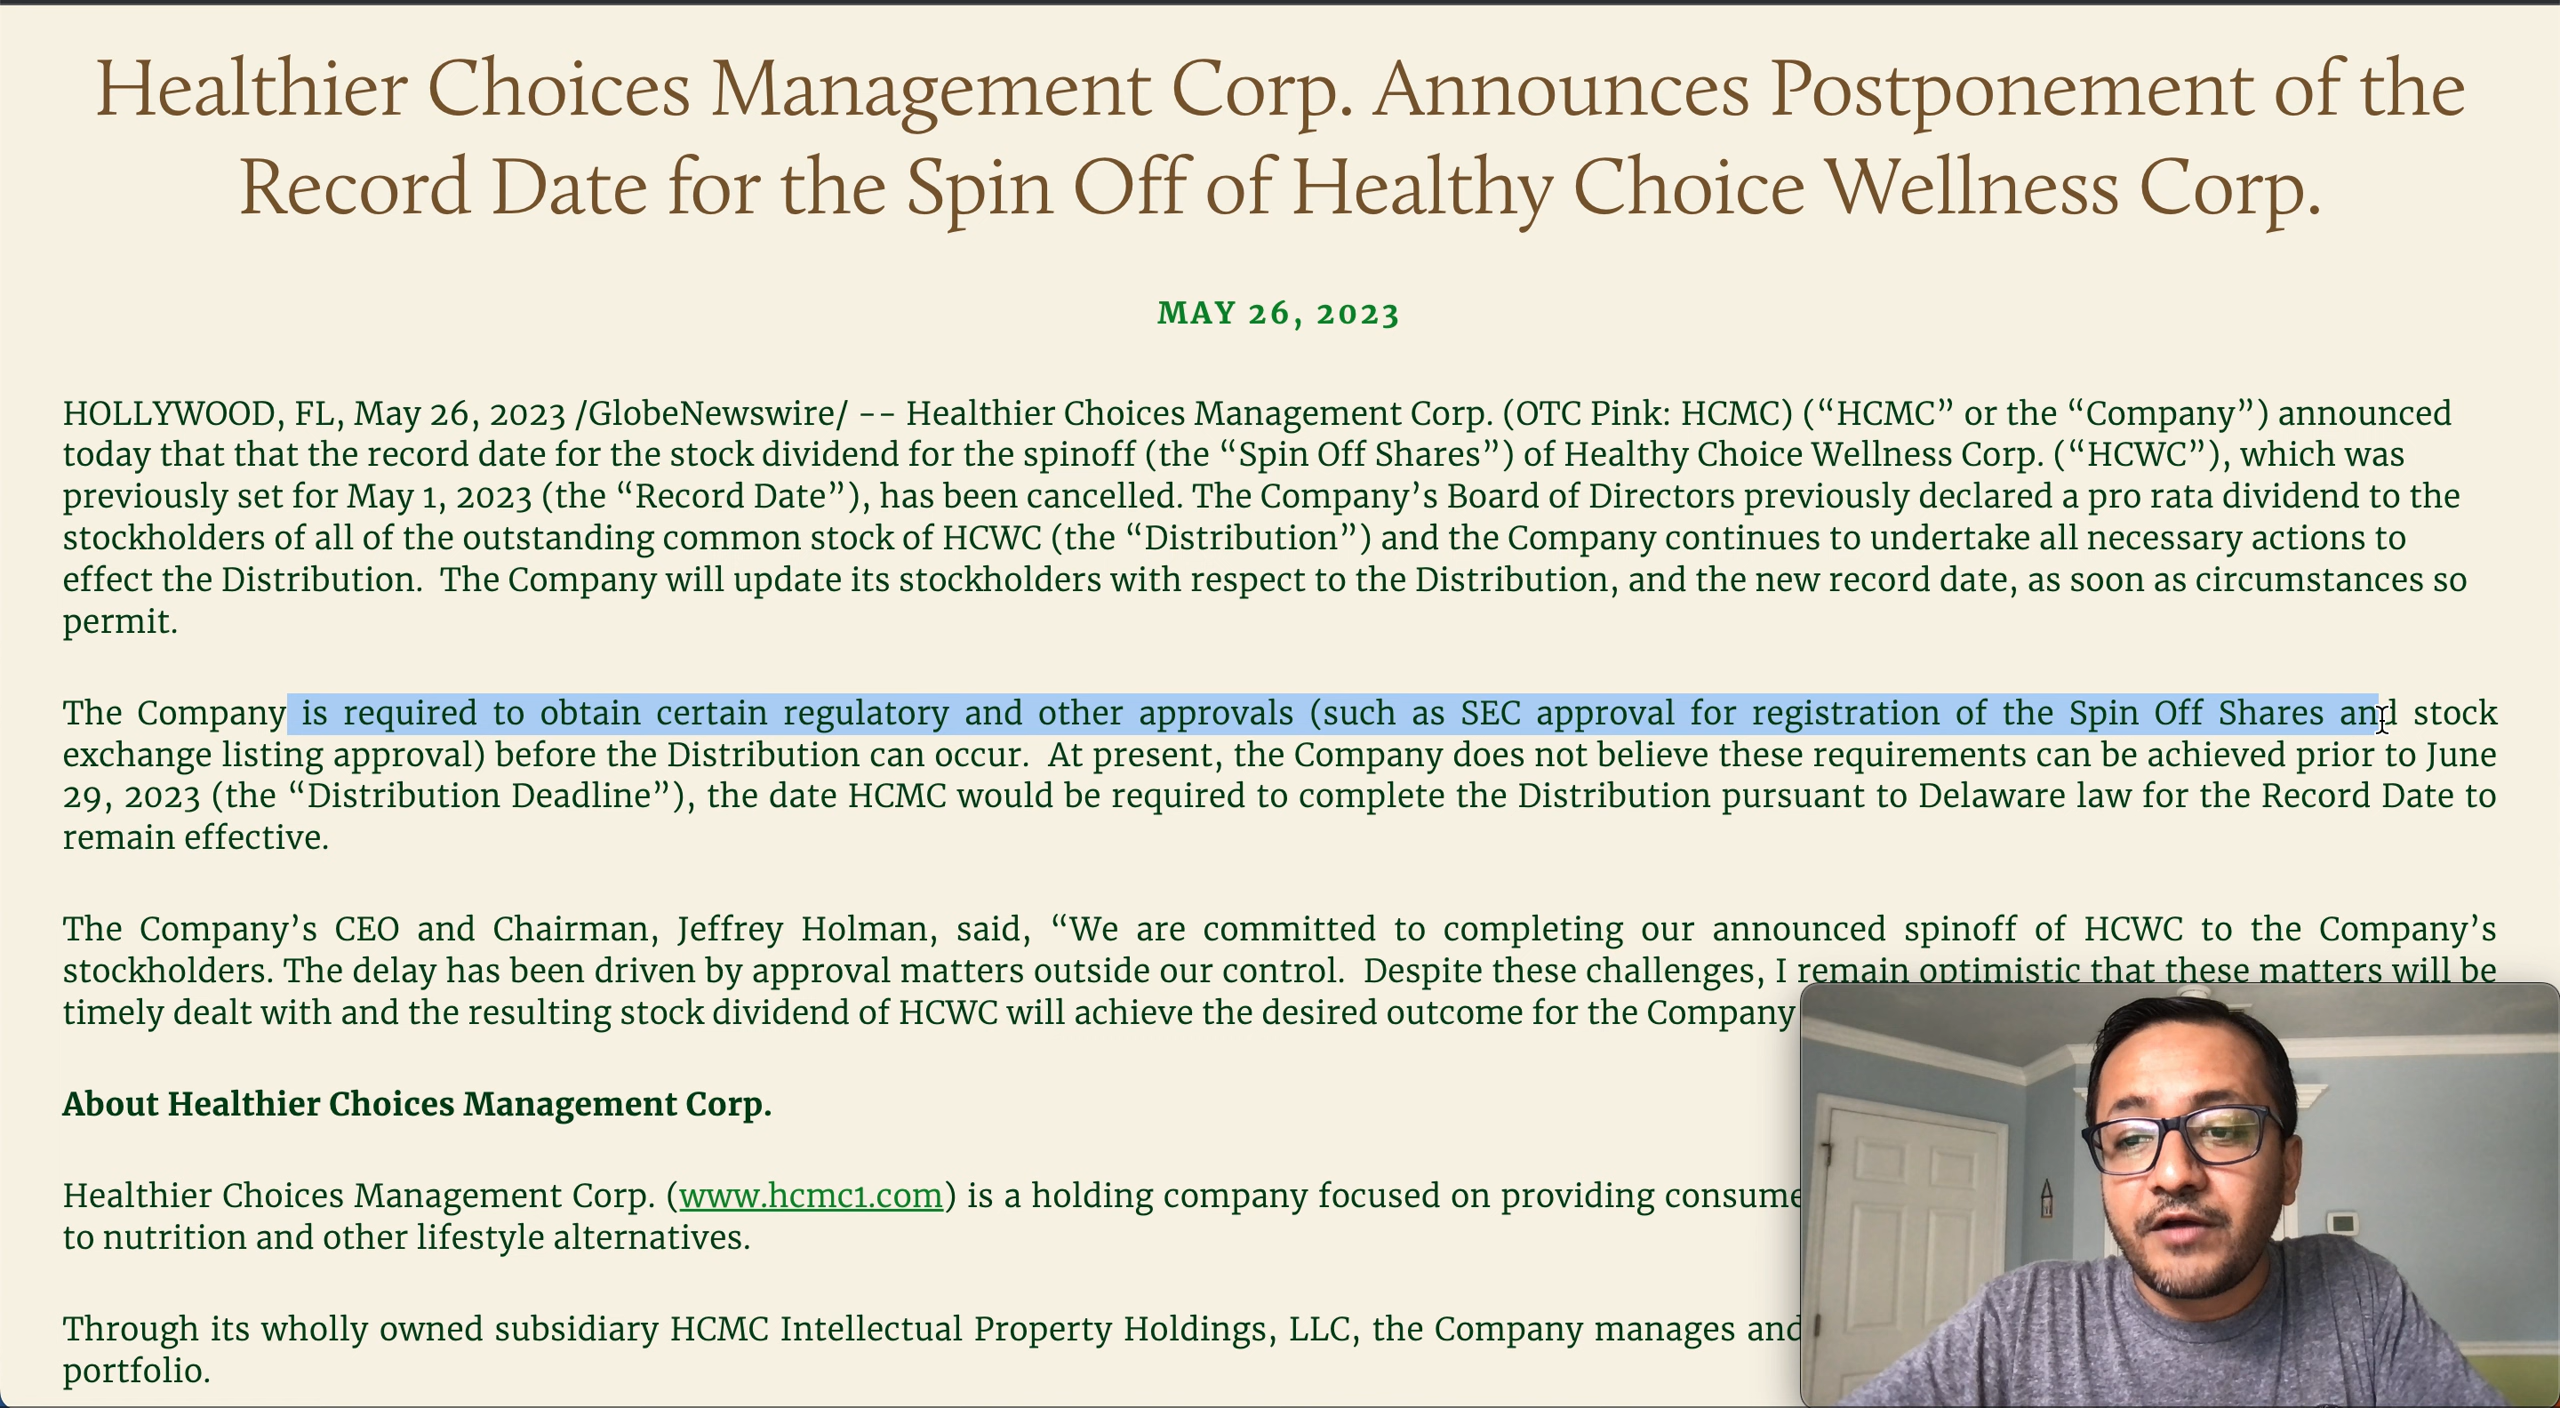 Healthier Choices Management Corp. Announces Postponement of the
Record Date for the Spin Off of Healthy Choice Wellness Corp.
MAY 26, 2023
HOLLYWOOD, FL, May 26, 2023 /GlobeNewswire/ -- Healthier Choices Management Corp. (OTC Pink: HCMC) (“HCMC” or the “Company”) announced
today that that the record date for the stock dividend for the spinoff (the “Spin Off Shares”) of Healthy Choice Wellness Corp. (“HCWC”), which was
previously set for May 1, 2023 (the “Record Date”), has been cancelled. The Company’s Board of Directors previously declared a pro rata dividend to the
stockholders of all of the outstanding common stock of HCWC (the “Distribution”) and the Company continues to undertake all necessary actions to
effect the Distribution.  The Company will update its stockholders with respect to the Distribution, and the new record date, as soon as circumstances so
permit.
The Company is required to obtain certain regulatory and other approvals (such as SEC approval for registration of the Spin Off Shares and stock
exchange listing approval) before the Distribution can occur.  At present, the Company does not believe these requirements can be achieved prior to June
29, 2023 (the “Distribution Deadline”), the date HCMC would be required to complete the Distribution pursuant to Delaware law for the Record Date to
remain effective.
The Company’s CEO and Chairman, Jeffrey Holman, said, “We are committed to completing our announced spinoff of HCWC to the Company’s
stockholders. The delay has been driven by approval matters outside our control.  Despite these challenges, I remain optimistic that these matters will be
timely dealt with and the resulting stock dividend of HCWC will achieve the desired outcome for the Company
About Healthier Choices Management Corp.
Healthier Choices Management Corp. (www.hcmc1.com) is a holding company focused on providing consume
to nutrition and other lifestyle alternatives.
Through its wholly owned subsidiary HCMC Intellectual Property Holdings, LLC, the Company manages and
portfolio.